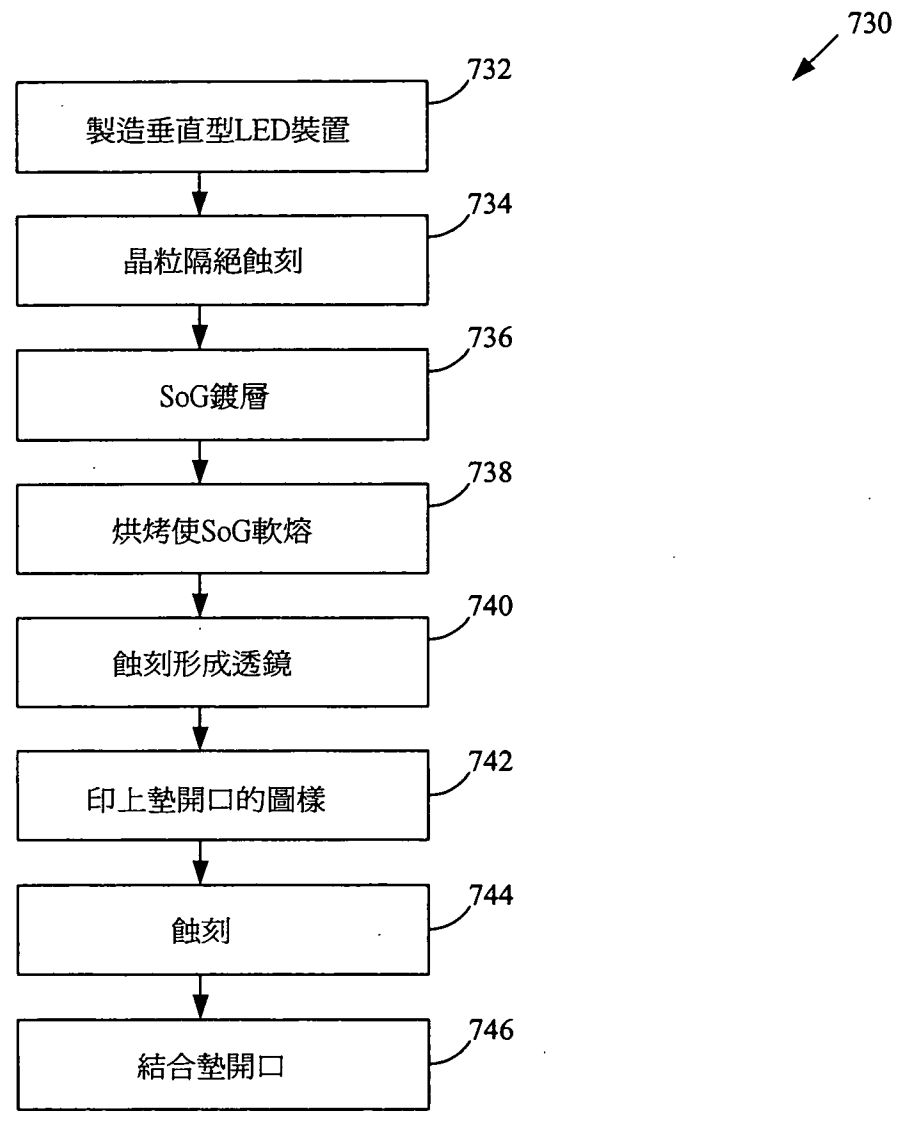 730
732
製造垂直型LED裝置
734
晶粒隔絕蝕刻
736
SoG鍍層
738
烘烤使SoG軟熔
740
蝕刻形成透鏡
742
印上墊開口的圖樣
744
蝕刻
746
結合墊開口